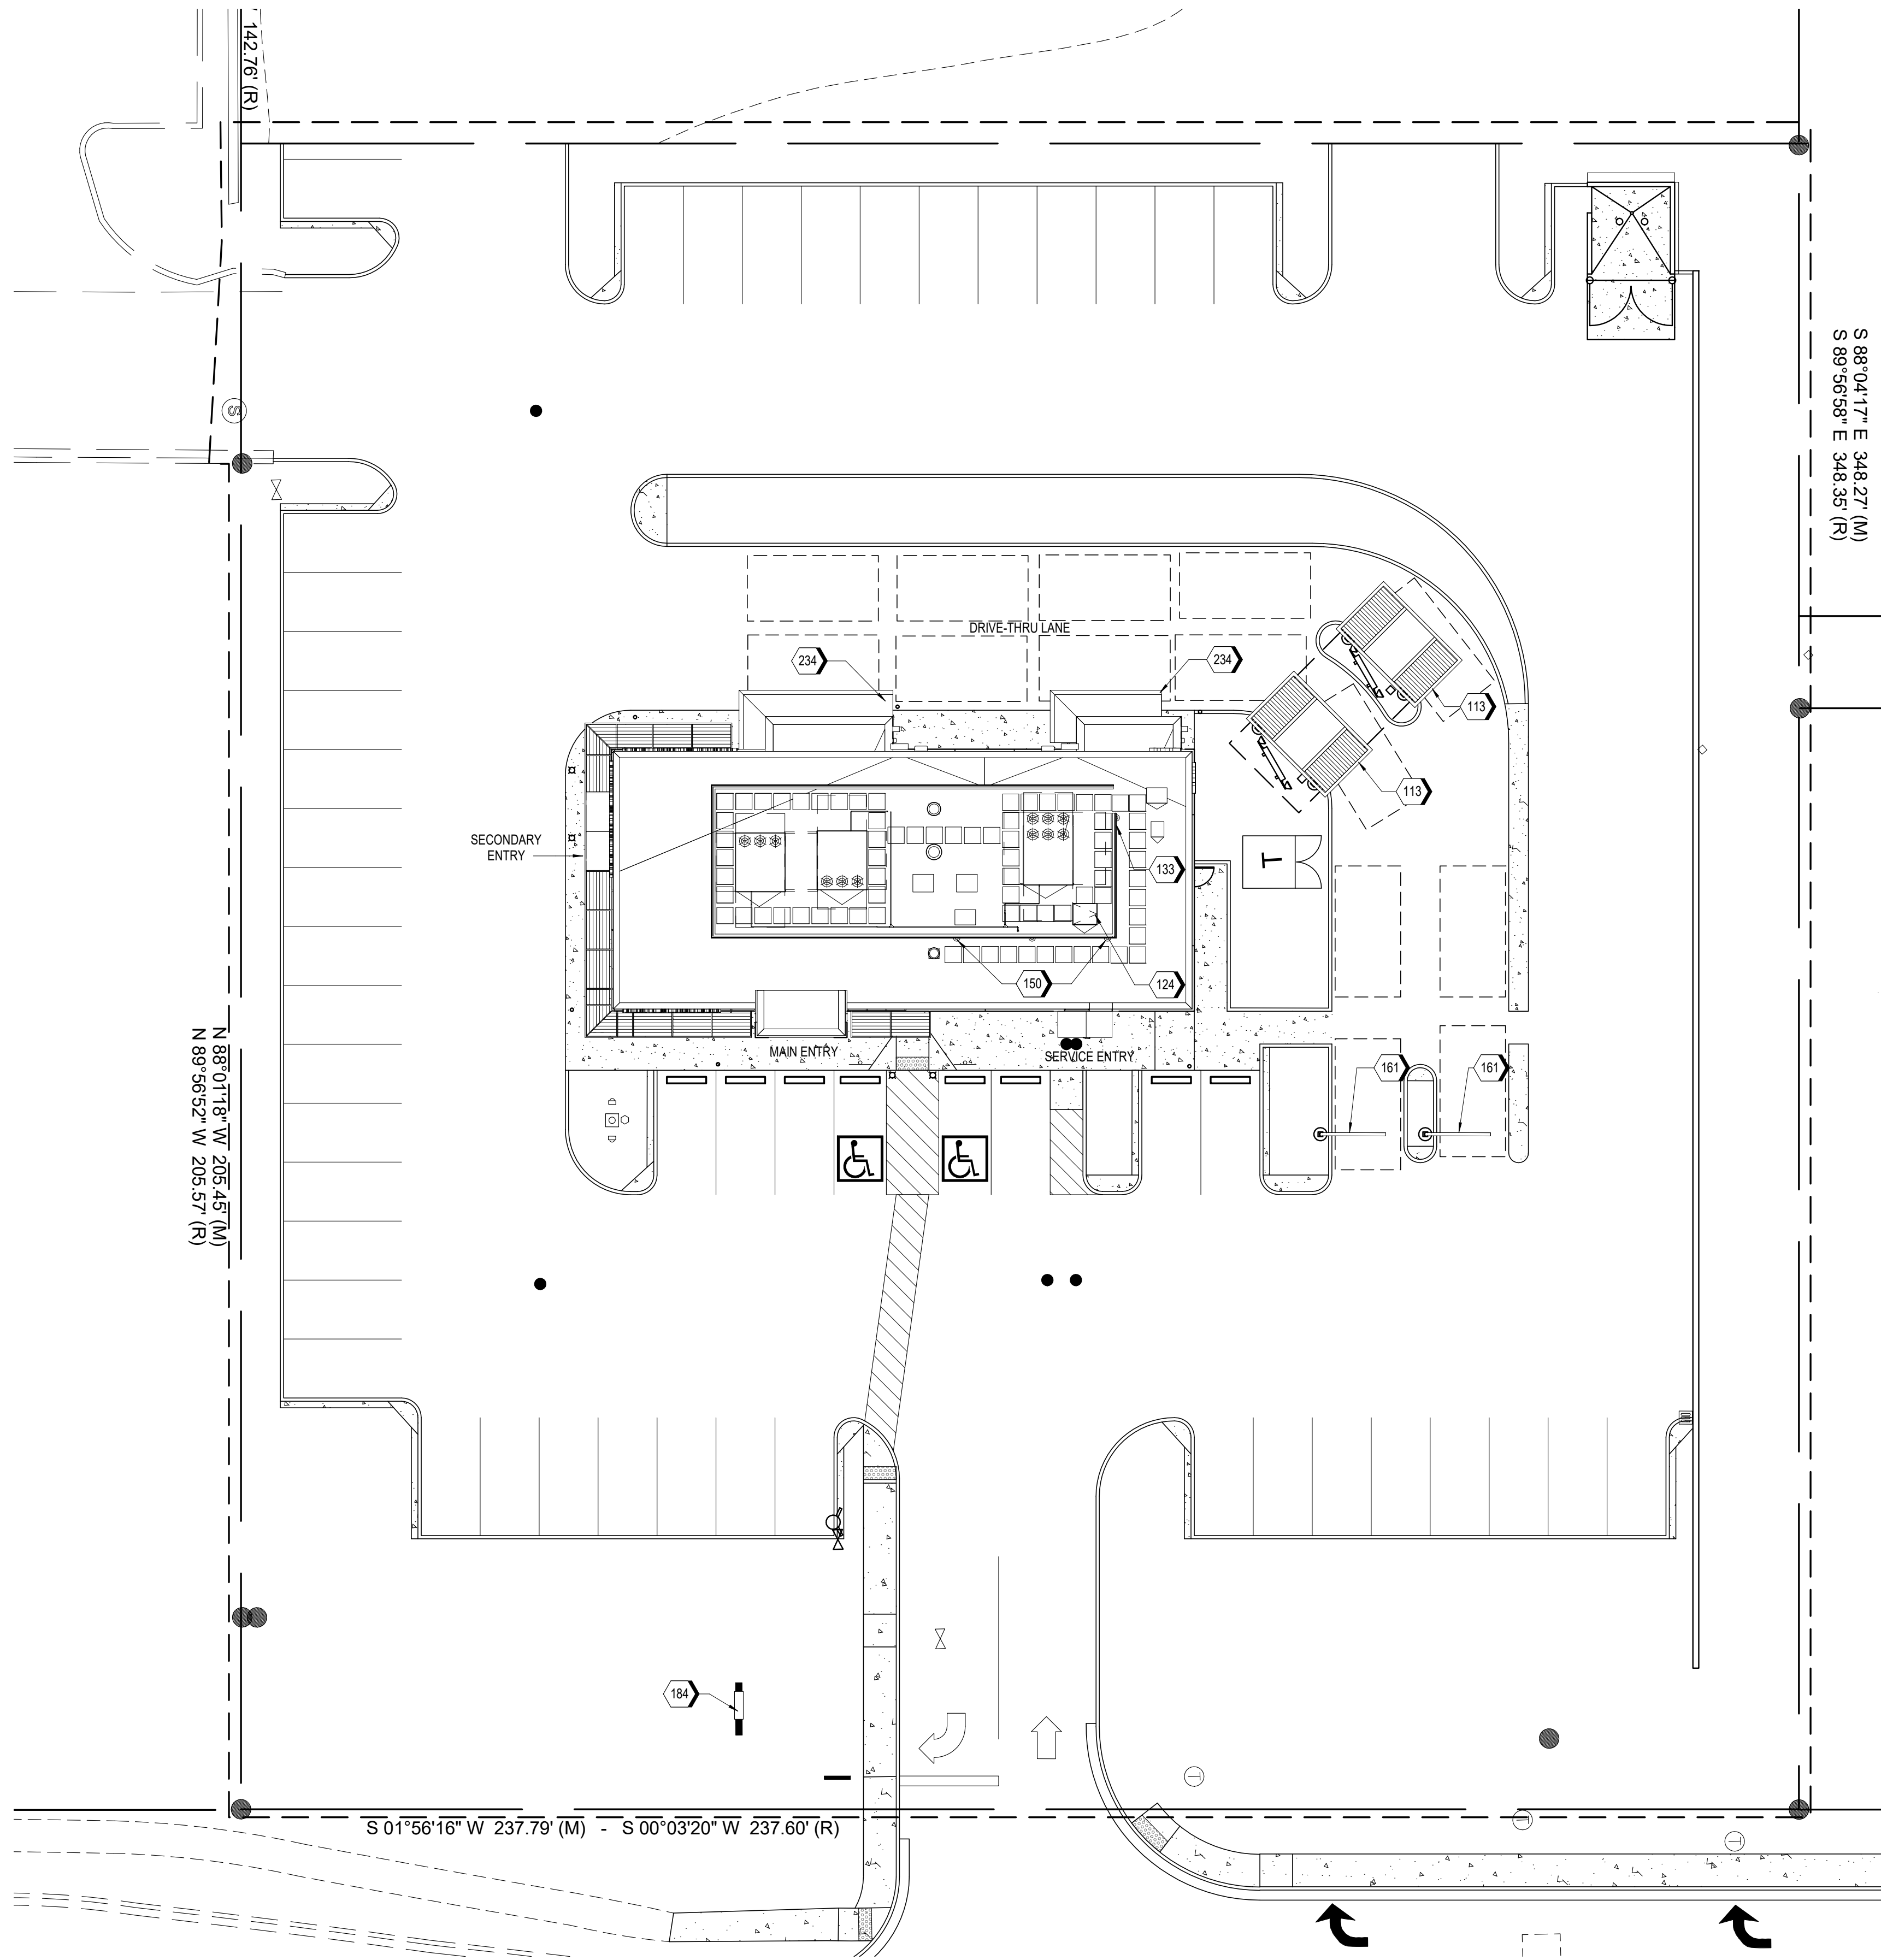 ' 142.76' (R)
S 88°04'17" E 348.27' (M)
S 89°56'58" E 348.35' (R)
S
DRIVE-THRU LANE
234
234
113
113
SECONDARY
ENTRY
T
133
150
124
MAIN ENTRY
SERVICE ENTRY
161
161
N 88°01'18" W 205.45' (M)
N 89°56'52" W 205.57' (R)
184
T
T
T
S 01°56'16" W 237.79' (M) - S 00°03'20" W 237.60' (R)